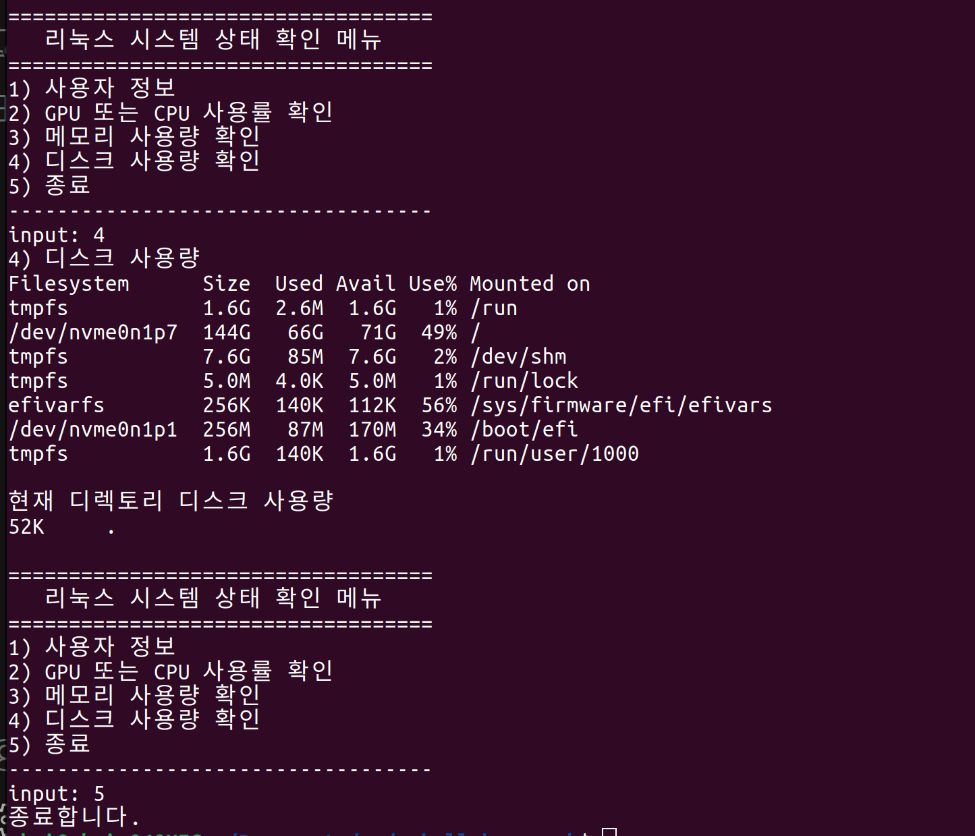 ===================================
리눅스 시스템 상태 확인 메뉴
===================================
1) 사용자 정보
2) GPU 또는 CPU 사용률 확인
3) 메모리 사용량 확인
4) 디스크 사용량 확인
5) 종료
-----------------------------------
input: 4
4) 디스크 사용량
Filesystem      Size  Used Avail Use% Mounted on
tmpfs           1.6G  2.6M  1.6G   1% /run
/dev/nvme0n1p7  144G   66G   71G  49% /
tmpfs           7.6G   85M  7.6G   2% /dev/shm
tmpfs           5.0M  4.0K  5.0M   1% /run/lock
efivarfs        256K  140K  112K  56% /sys/firmware/efi/efivars
/dev/nvme0n1p1  256M   87M  170M  34% /boot/efi
tmpfs           1.6G  140K  1.6G   1% /run/user/1000
현재 디렉토리 디스크 사용량
52K     .
===================================
리눅스 시스템 상태 확인 메뉴
===================================
1) 사용자 정보
2) GPU 또는 CPU 사용률 확인
3) 메모리 사용량 확인
4) 디스크 사용량 확인
5) 종료
-----------------------------------
input: 5
종료합니다.